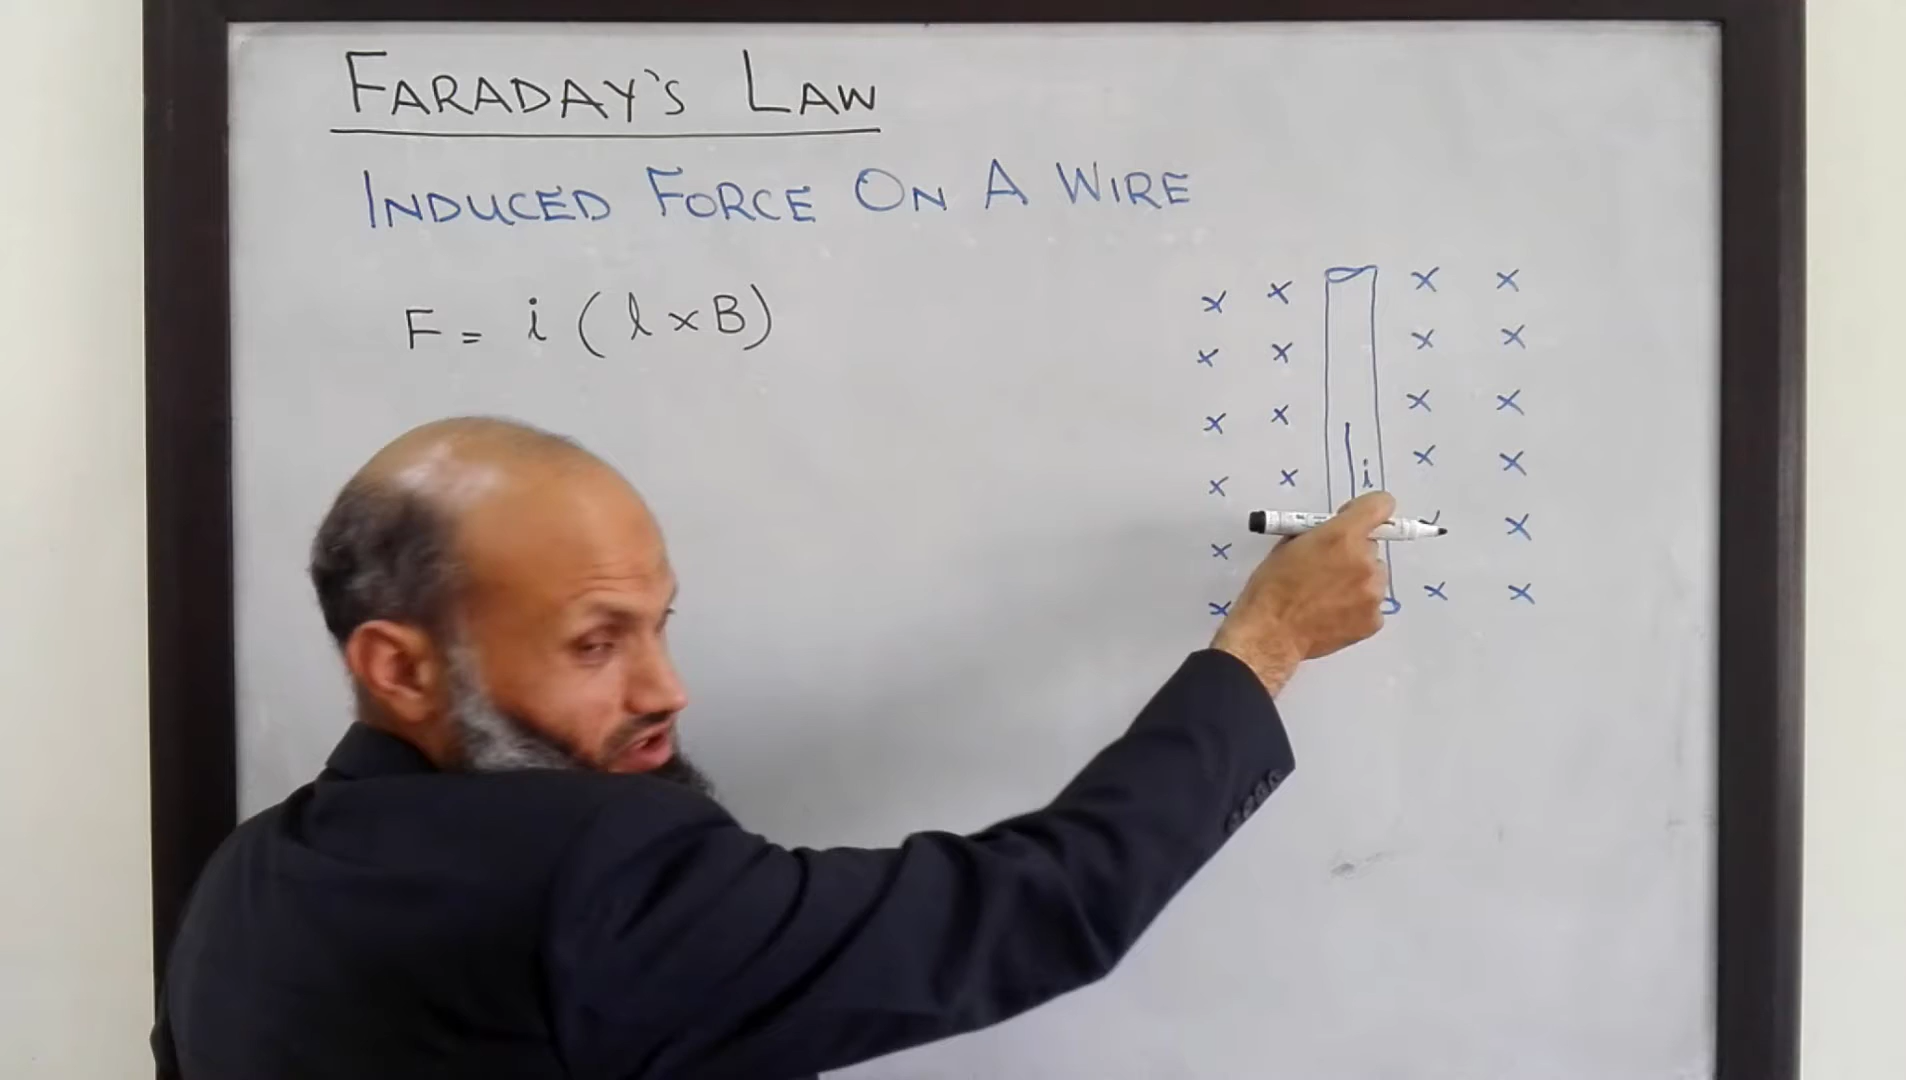 FARADAY'S LAW
INDUCED FORCE ON A WIRE
F = i ( l × B )
× × × ×
× × × ×
× × × ×
× × i × ×
× ×
× × ×